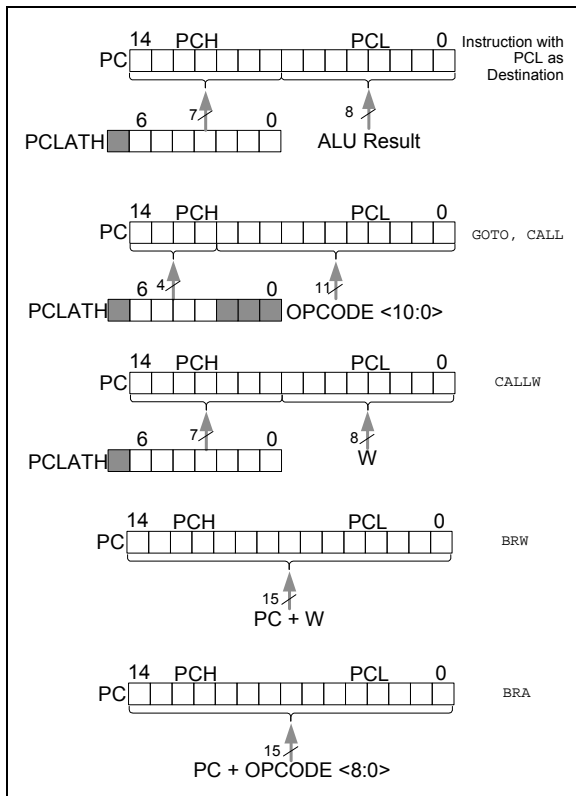 14 PCH PCL 0
PC
Instruction with
PCL as
Destination
7 8
6 0
PCLATH
ALU Result
14 PCH PCL 0
PC
GOTO, CALL
4 11
6 0
PCLATH
OPCODE <10:0>
14 PCH PCL 0
PC
CALLW
7 8
6 0
W
PCLATH
14 PCH PCL 0
PC
BRW
15
PC + W
14 PCH PCL 0
PC
BRA
15
PC + OPCODE <8:0>